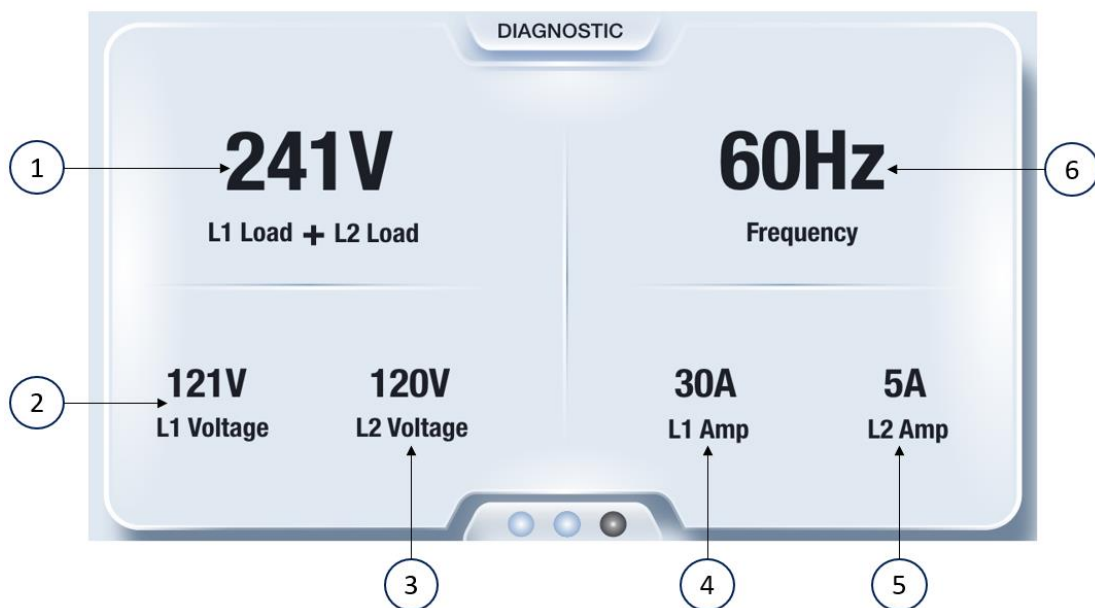 DIAGNOSTIC
1
241V
60Hz
6
L1 Load + L2 Load
Frequency
2
121V
120V
30A
5A
L1 Voltage
L2 Voltage
L1 Amp
L2 Amp
3
4
5